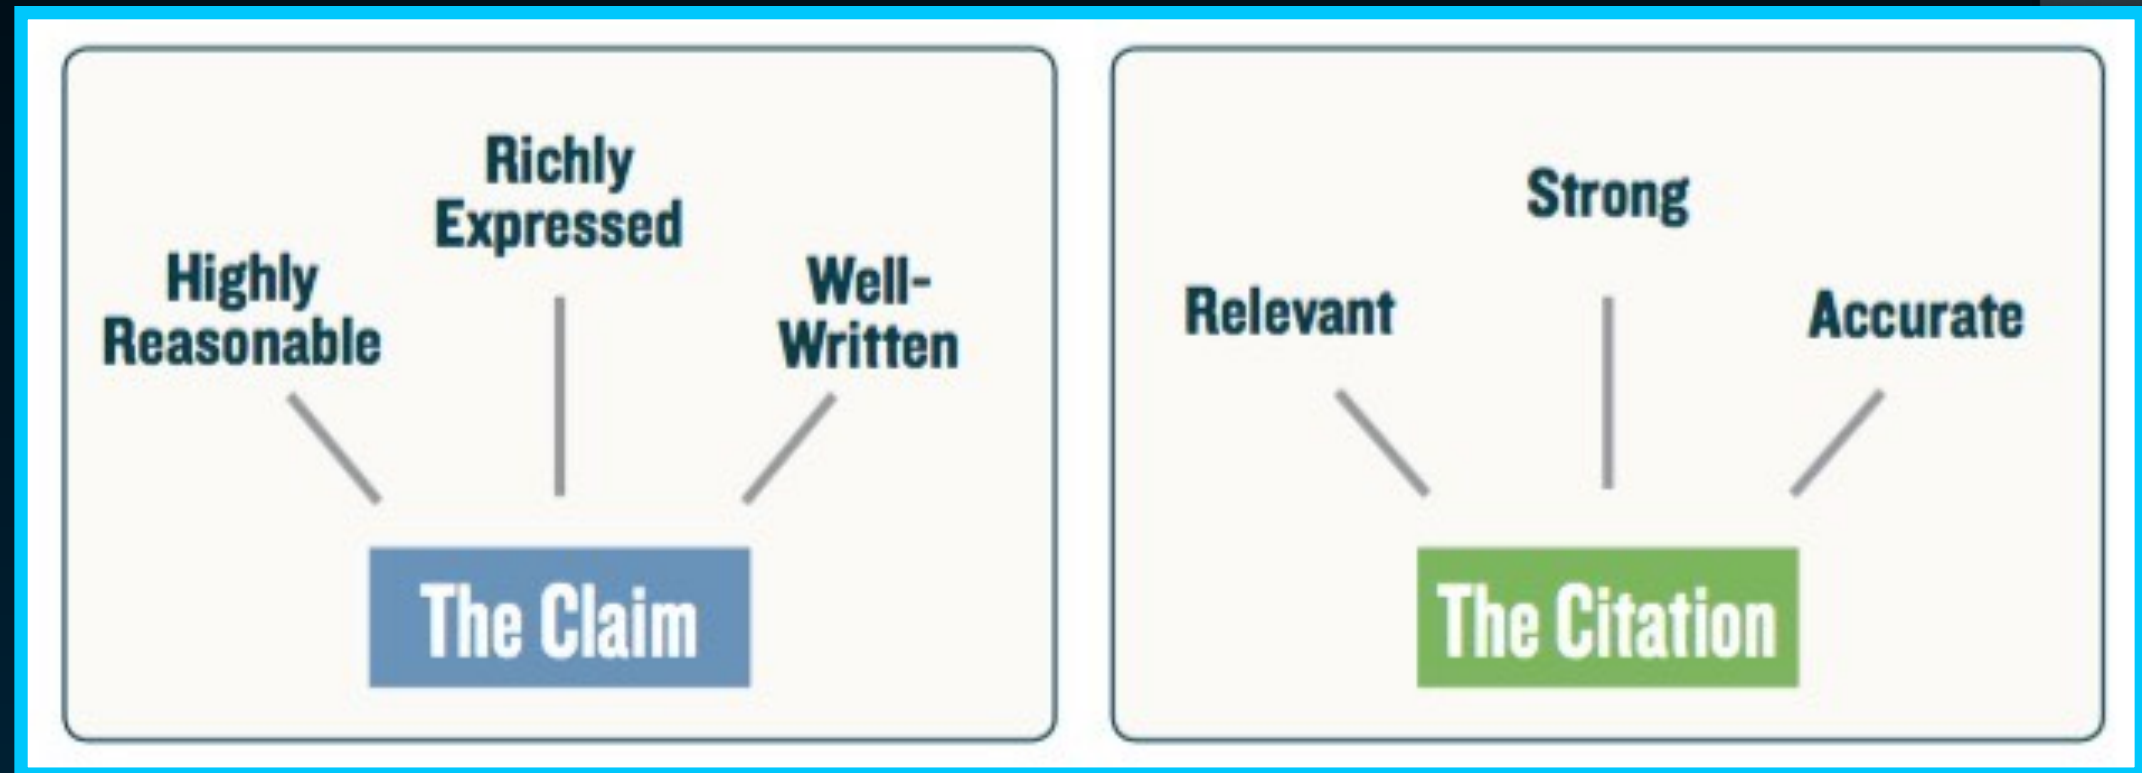 Highly
Reasonable
Richly
Expressed
Well-
Written
The Claim
Relevant
Strong
Accurate
The Citation